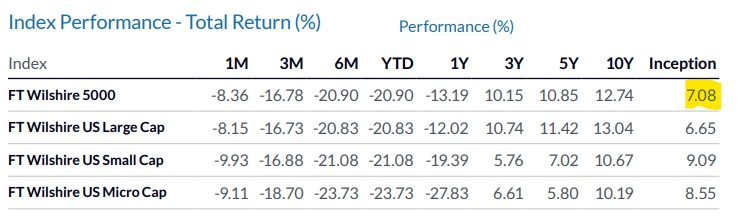 Index Performance - Total Return (%) Performance (%)
Index 1M 3M 6M YTD 1Y 3Y 5Y 10Y Inception
FT Wilshire 5000 -8.36 -16.78 -20.90 -20.90 -13.19 10.15 10.85 12.74 7.08
FT Wilshire US Large Cap -8.15 -16.73 -20.83 -20.83 -12.02 10.74 11.42 13.04 6.65
FT Wilshire US Small Cap -9.93 -16.88 -21.08 -21.08 -19.39 5.76 7.02 10.67 9.09
FT Wilshire US Micro Cap -9.11 -18.70 -23.73 -23.73 -27.83 6.61 5.80 10.19 8.55